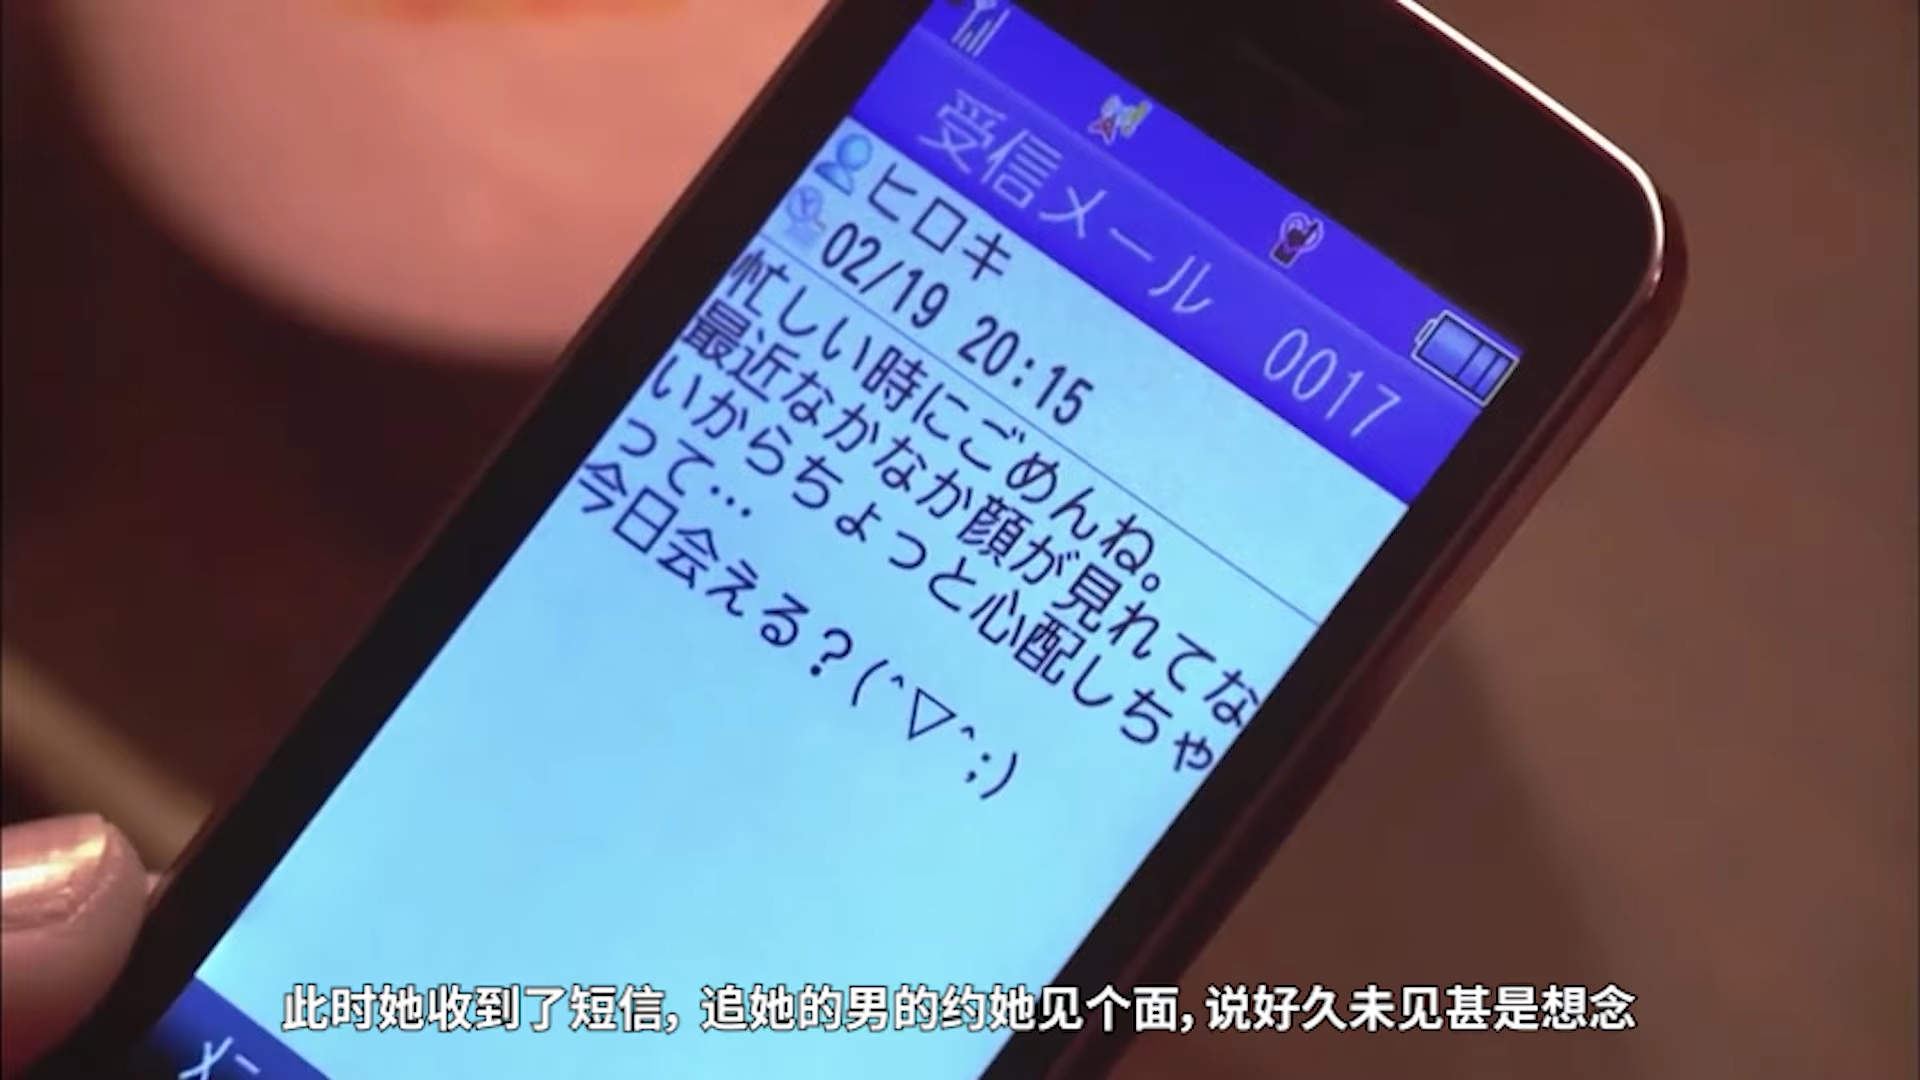 受信メール 0017
ヒロキ
02/19 20:15
忙しい時にごめんね。
最近なかなか顔が見れてな
いからちょっと心配しちゃ
って…
今日会える？(^▽^;)
メニ
此时她收到了短信, 追她的男的约她见个面, 说好久未见甚是想念